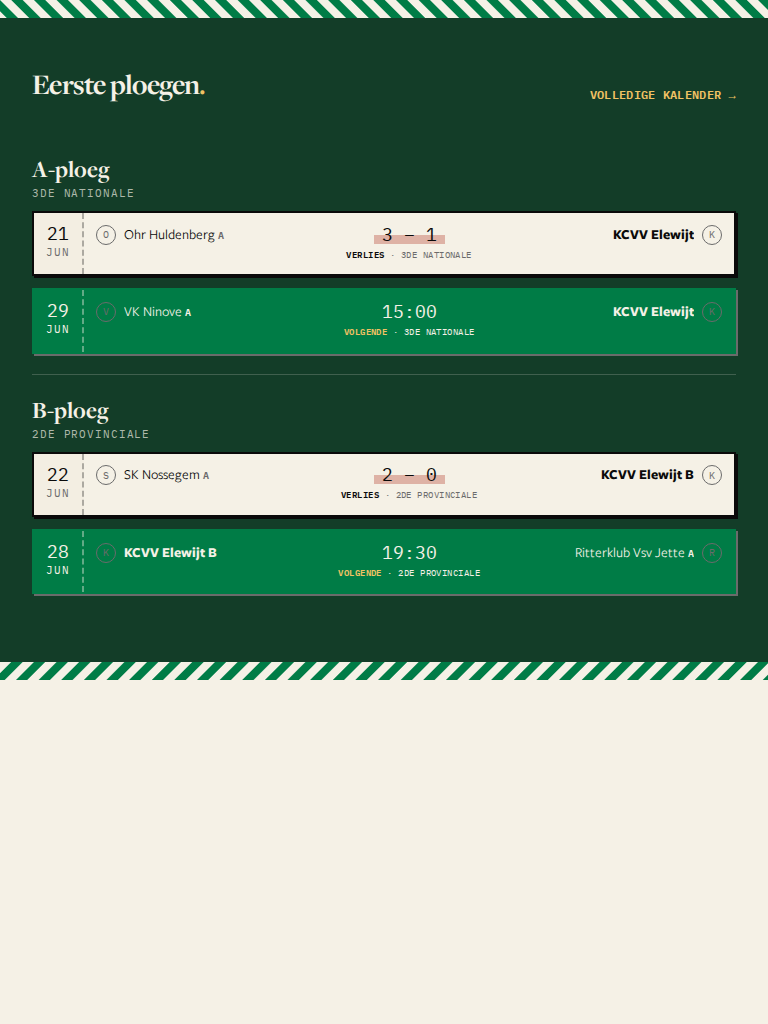 Eerste ploegen.
VOLLEDIGE KALENDER →
A-ploeg
3DE NATIONALE
21 JUN O Ohr Huldenberg A 3 – 1 KCVV Elewijt K
VERLIES · 3DE NATIONALE
29 JUN V VK Ninove A 15:00 KCVV Elewijt K
VOLGENDE · 3DE NATIONALE
B-ploeg
2DE PROVINCIALE
22 JUN S SK Nossegem A 2 – 0 KCVV Elewijt B K
VERLIES · 2DE PROVINCIALE
28 JUN K KCVV Elewijt B 19:30 Ritterklub Vsv Jette A R
VOLGENDE · 2DE PROVINCIALE